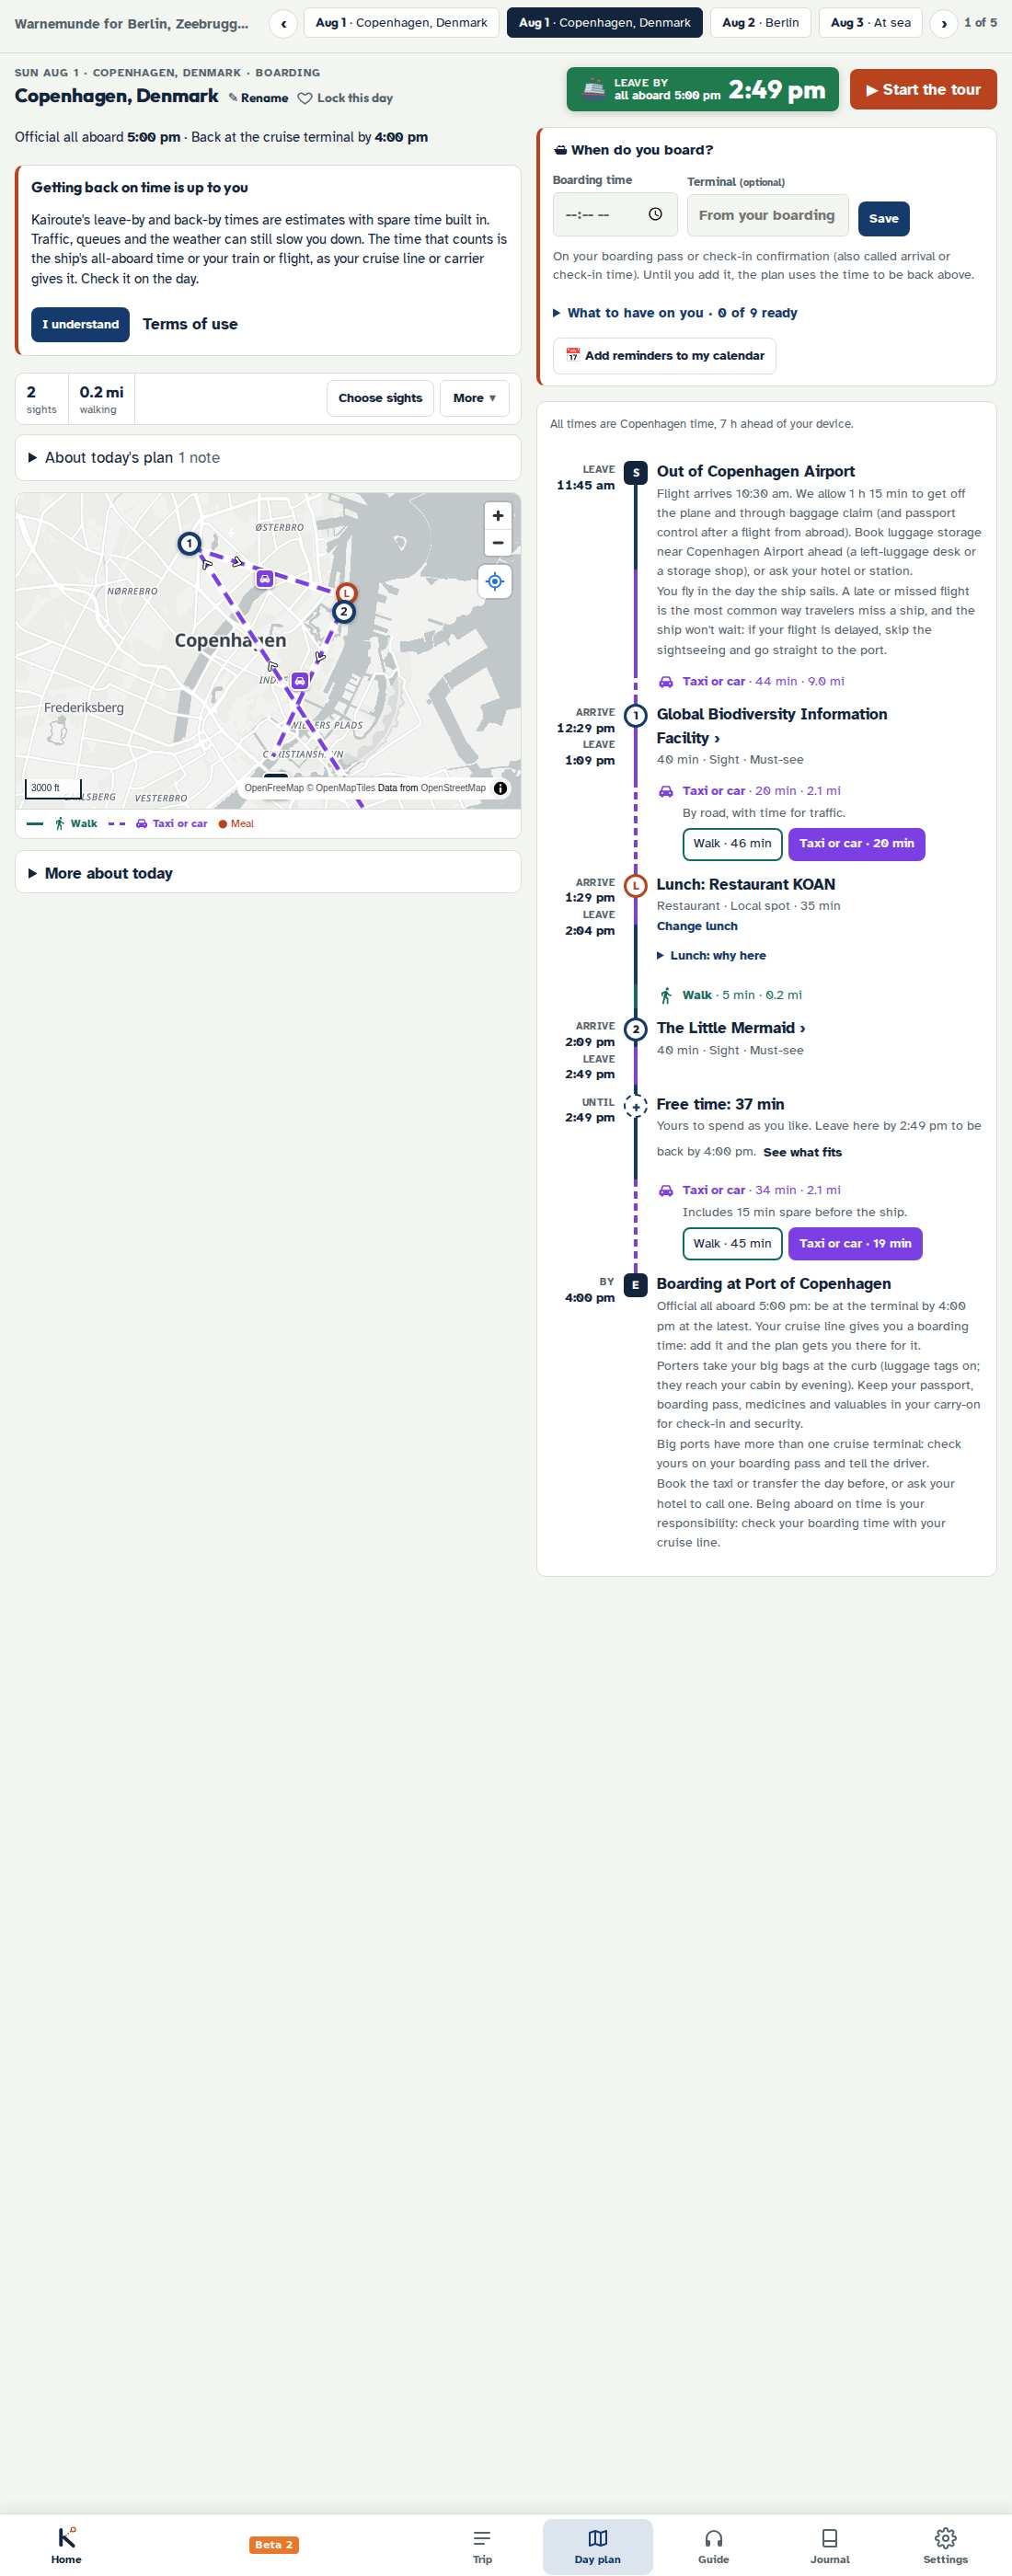 Warnemunde for Berlin, Zeebrugg...
‹
Aug 1 · Copenhagen, Denmark
Aug 1 · Copenhagen, Denmark
Aug 2 · Berlin
Aug 3 · At sea
›
1 of 5
SUN AUG 1 · COPENHAGEN, DENMARK · BOARDING
Copenhagen, Denmark ✎ Rename ♡ Lock this day
LEAVE BY
all aboard 5:00 pm 2:49 pm
▶ Start the tour
Official all aboard 5:00 pm · Back at the cruise terminal by 4:00 pm
Getting back on time is up to you
Kairoute's leave-by and back-by times are estimates with spare time built in.
Traffic, queues and the weather can still slow you down. The time that counts is
the ship's all-aboard time or your train or flight, as your cruise line or carrier
gives it. Check it on the day.
I understand Terms of use
2
sights
0.2 mi
walking
Choose sights
More ▾
▶ About today's plan 1 note
ØSTERBRO
1
NØRREBRO
L
2
Copenhagen
Frederiksberg
CHRISTIANSHAVN
3000 ft
VESTERBRO
OpenFreeMap © OpenMapTiles Data from OpenStreetMap
+
−
Walk Taxi or car Meal
▶ More about today
When do you board?
Boarding time
Terminal (optional)
--:-- --
From your boarding
Save
On your boarding pass or check-in confirmation (also called arrival or
check-in time). Until you add it, the plan uses the time to be back above.
▶ What to have on you · 0 of 9 ready
Add reminders to my calendar
All times are Copenhagen time, 7 h ahead of your device.
LEAVE
11:45 am
S
Out of Copenhagen Airport
Flight arrives 10:30 am. We allow 1 h 15 min to get off
the plane and through baggage claim (and passport
control after a flight from abroad). Book luggage storage
near Copenhagen Airport ahead (a left-luggage desk or
a storage shop), or ask your hotel or station.
You fly in the day the ship sails. A late or missed flight
is the most common way travelers miss a ship, and the
ship won't wait: if your flight is delayed, skip the
sightseeing and go straight to the port.
Taxi or car · 44 min · 9.0 mi
ARRIVE
12:29 pm
LEAVE
1:09 pm
1
Global Biodiversity Information
Facility ›
40 min · Sight · Must-see
Taxi or car · 20 min · 2.1 mi
By road, with time for traffic.
Walk · 46 min
Taxi or car · 20 min
ARRIVE
1:29 pm
LEAVE
2:04 pm
L
Lunch: Restaurant KOAN
Restaurant · Local spot · 35 min
Change lunch
▶ Lunch: why here
Walk · 5 min · 0.2 mi
ARRIVE
2:09 pm
LEAVE
2:49 pm
2
The Little Mermaid ›
40 min · Sight · Must-see
UNTIL
2:49 pm
+
Free time: 37 min
Yours to spend as you like. Leave here by 2:49 pm to be
back by 4:00 pm. See what fits
Taxi or car · 34 min · 2.1 mi
Includes 15 min spare before the ship.
Walk · 45 min
Taxi or car · 19 min
BY
4:00 pm
E
Boarding at Port of Copenhagen
Official all aboard 5:00 pm: be at the terminal by 4:00
pm at the latest. Your cruise line gives you a boarding
time: add it and the plan gets you there for it.
Porters take your big bags at the curb (luggage tags on;
they reach your cabin by evening). Keep your passport,
boarding pass, medicines and valuables in your carry-on
for check-in and security.
Big ports have more than one cruise terminal: check
yours on your boarding pass and tell the driver.
Book the taxi or transfer the day before, or ask your
hotel to call one. Being aboard on time is your
responsibility: check your boarding time with your
cruise line.
Home
Beta 2
Trip
Day plan
Guide
Journal
Settings